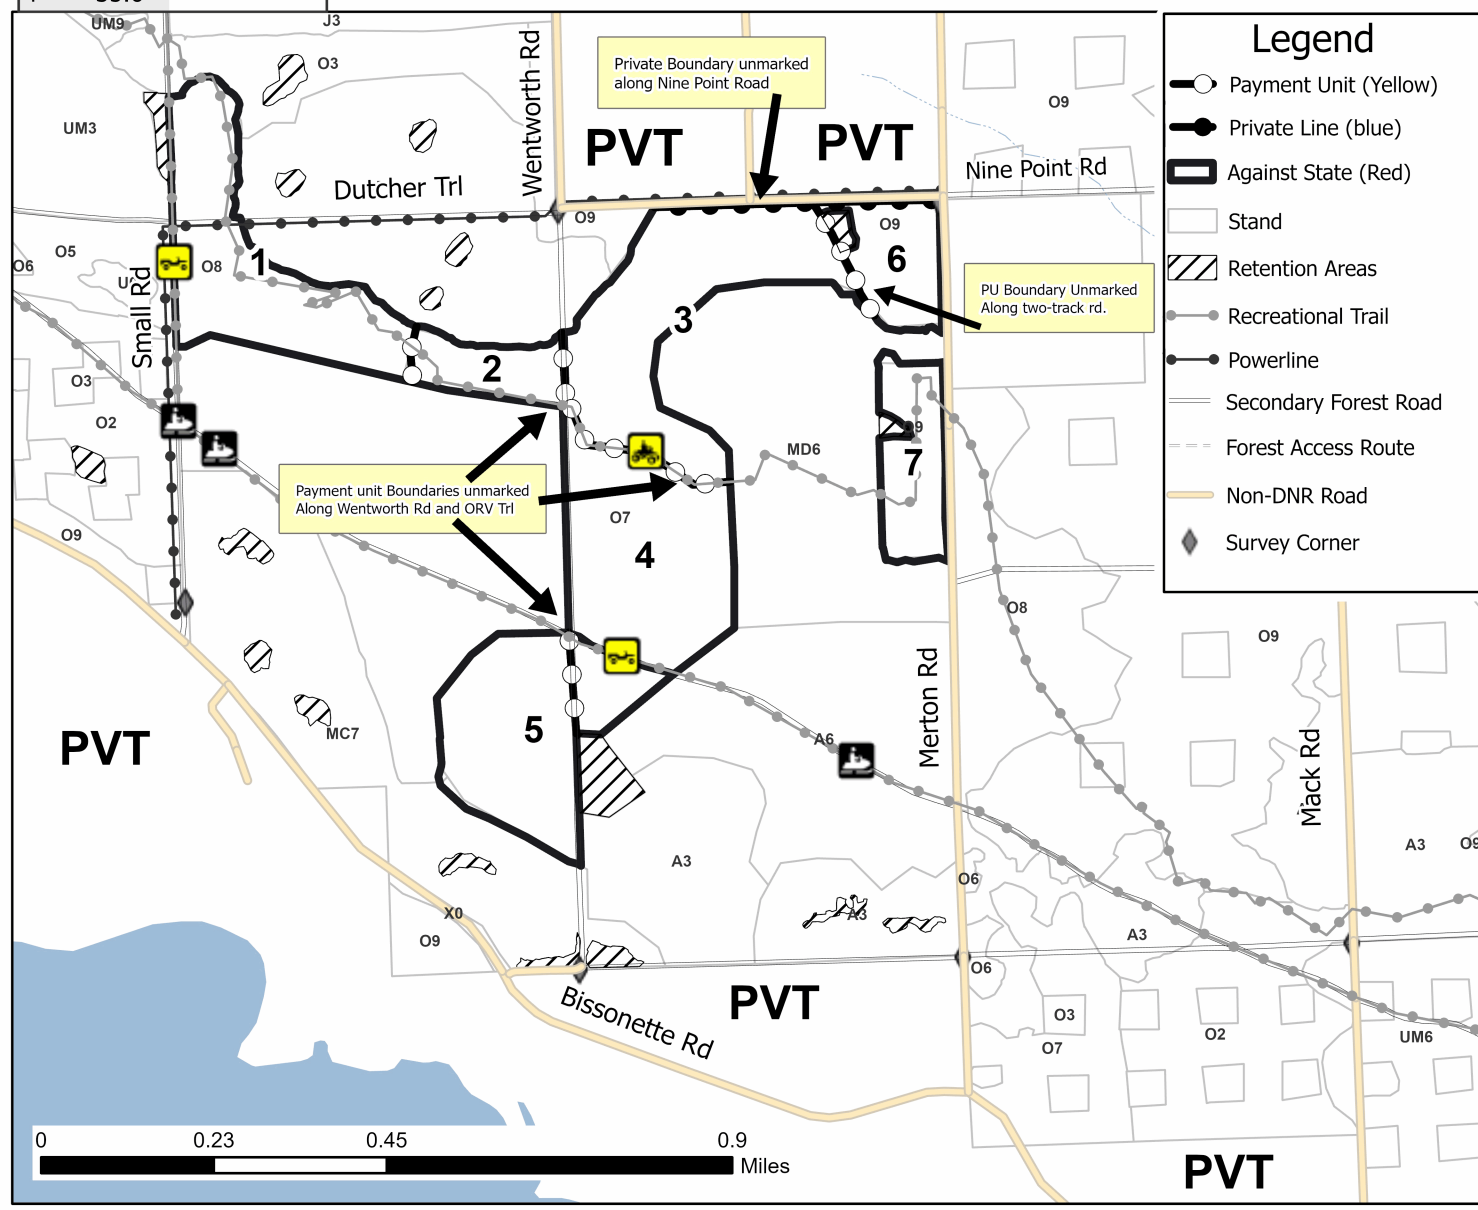 UM9
J3
O3
UM3
Wentworth Rd
Private Boundary unmarked
along Nine Point Road
PVT
PVT
O9
Nine Point Rd
Dutcher Trl
O9
O9
O5
O6
O8
1
6
Small Rd
PU Boundary Unmarked
Along two-track rd.
3
2
O3
O2
MD6
7
Payment unit Boundaries unmarked
Along Wentworth Rd and ORV Trl
O7
O9
4
O8
O9
Merton Rd
5
PVT
MC7
A6
Mack Rd
A3
A3
O9
O6
X0
O9
A3
A3
O6
PVT
Bissonette Rd
O3
O7
O2
UM6
0
0.23
0.45
0.9
Miles
PVT
Legend
Payment Unit (Yellow)
Private Line (blue)
Against State (Red)
Stand
Retention Areas
Recreational Trail
Powerline
Secondary Forest Road
Forest Access Route
Non-DNR Road
Survey Corner